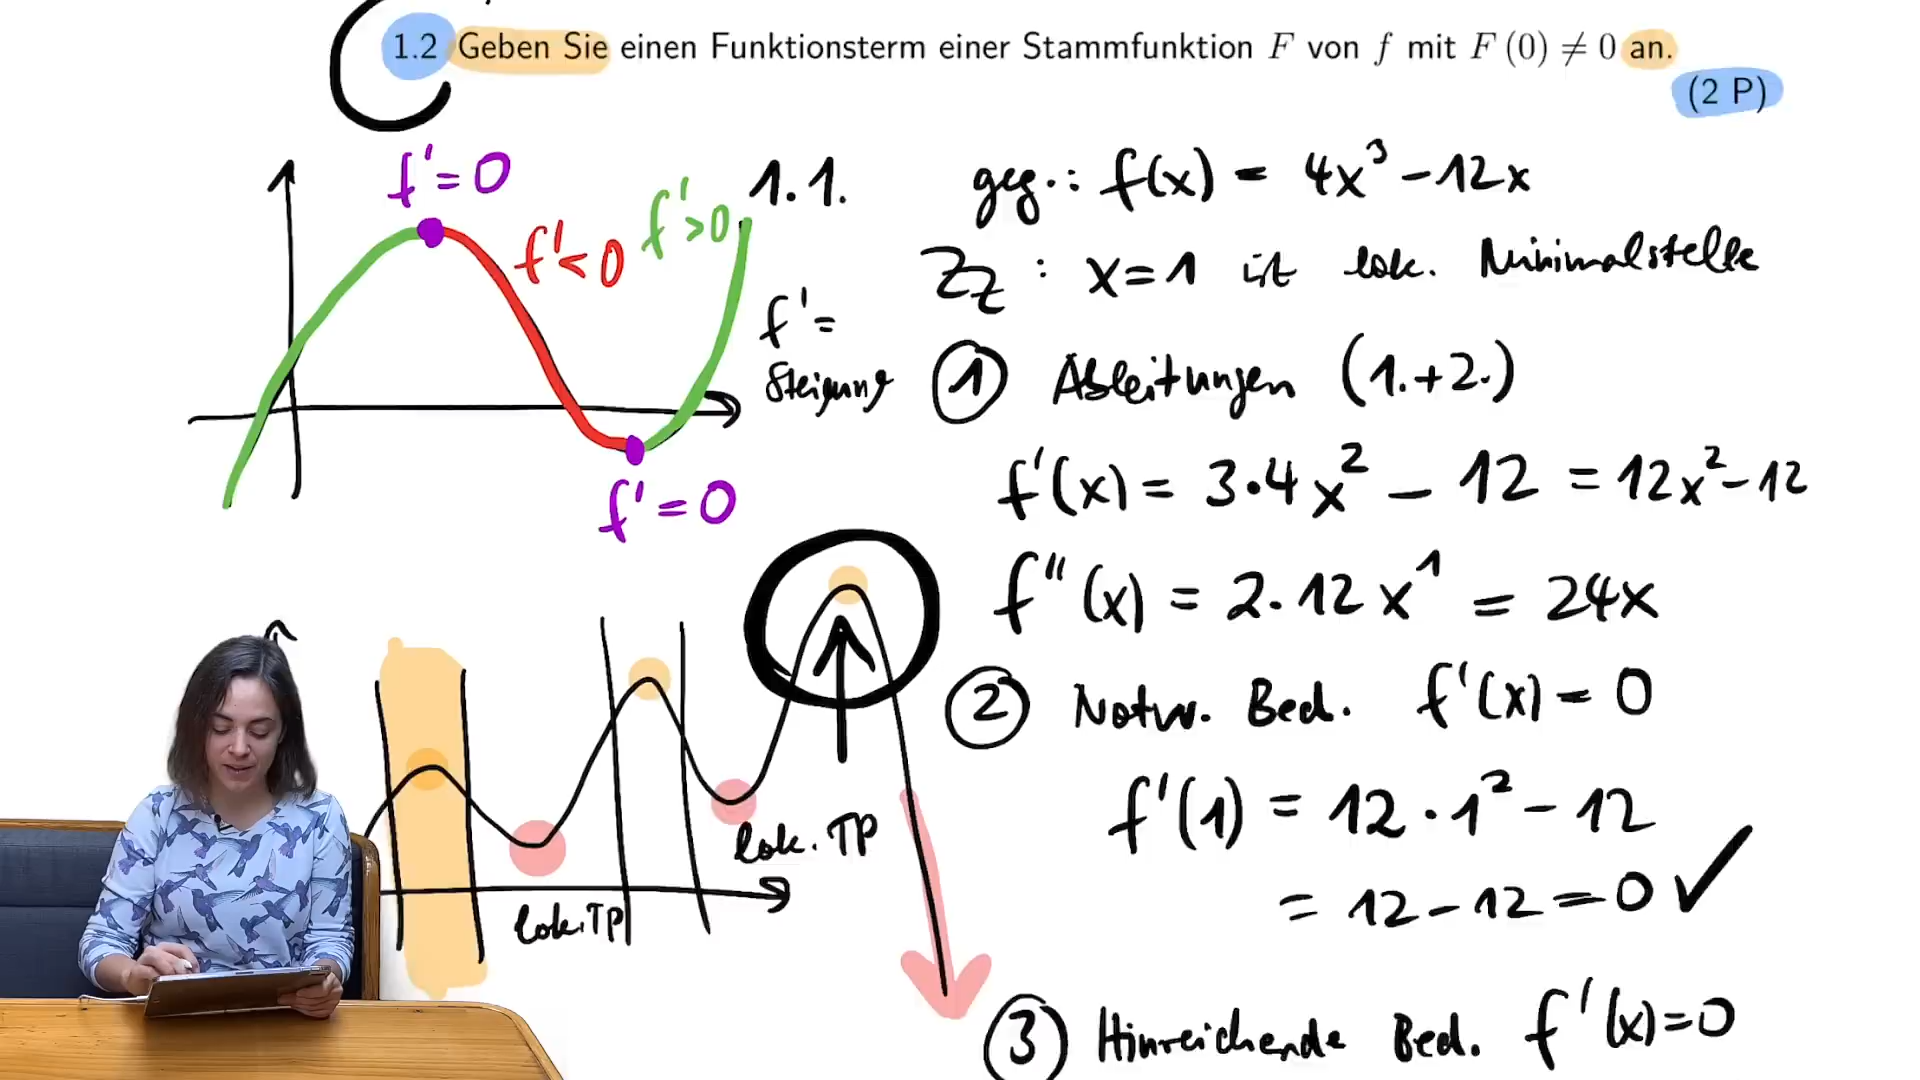 1.2 Geben Sie einen Funktionsterm einer Stammfunktion F von f mit F (0) ≠ 0 an.
(2 P)
f' = 0
f' < 0
f' > 0
f' = 0
f' =
Steigung
1.1.
geg.: f(x) = 4x³ - 12x
ZZ : x=1 ist lok. Minimalstelle
① Ableitungen (1.+2.)
f'(x) = 3·4x² - 12 = 12x² - 12
f''(x) = 2·12x¹ = 24x
② Notw. Bed. f'(x) = 0
f'(1) = 12·1² - 12
= 12 - 12 = 0 ✓
③ Hinreichende Bed. f'(x)=0
lok. TP
lok. TP